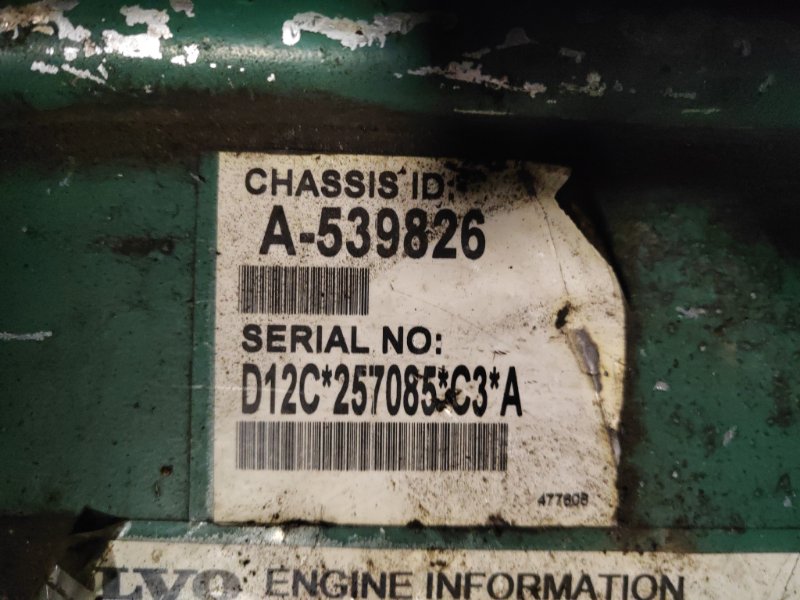 CHASSIS ID:
A-539826
SERIAL NO:
D12C*257085*C3*A
477608
ENGINE INFORMATION